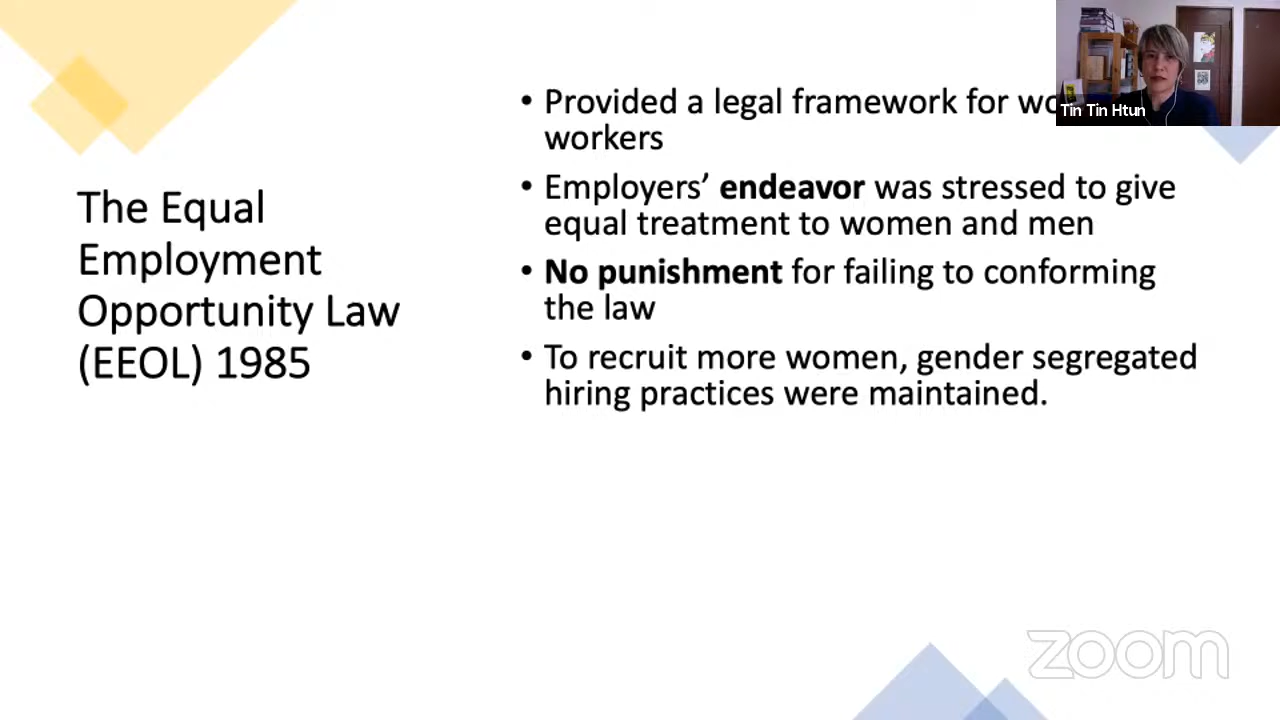 The Equal
Employment
Opportunity Law
(EEOL) 1985
• Provided a legal framework for
workers
• Employers’ endeavor was stressed to give
equal treatment to women and men
• No punishment for failing to conforming
the law
• To recruit more women, gender segregated
hiring practices were maintained.
Tin Tin Htun
zoom